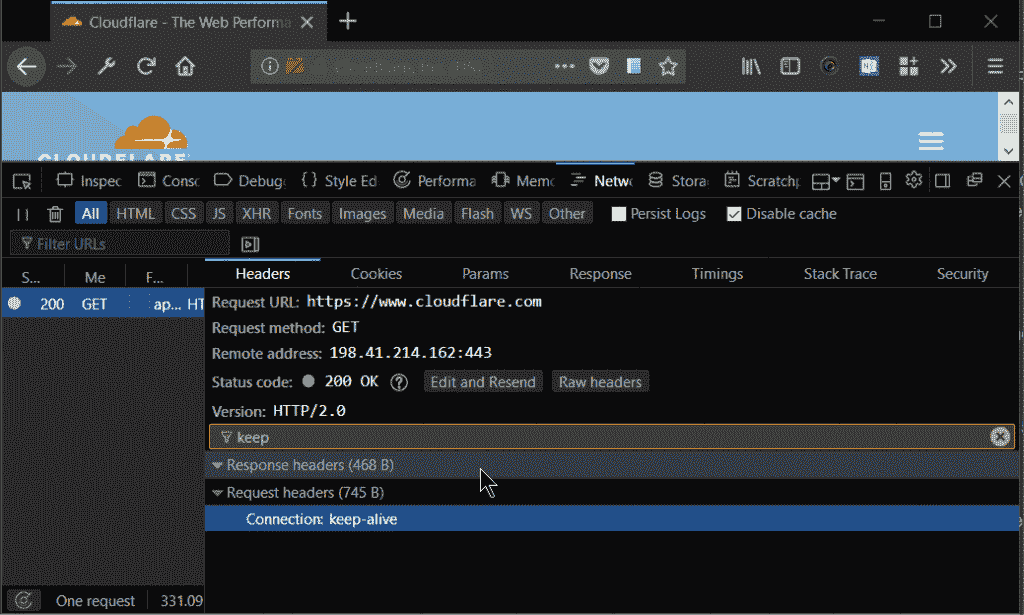 Cloudflare - The Web Performa
CLOUDFLARE
Inspec Conso Debug Style Ed Performa Memo Netwo Stora Scratchp
All HTML CSS JS XHR Fonts Images Media Flash WS Other Persist Logs Disable cache
Filter URLs
S... Me F... Headers Cookies Params Response Timings Stack Trace Security
200 GET ap... HT
Request URL: https://www.cloudflare.com
Request method: GET
Remote address: 198.41.214.162:443
Status code: 200 OK ? Edit and Resend Raw headers
Version: HTTP/2.0
keep
Response headers (468 B)
Request headers (745 B)
Connection: keep-alive
One request 331.09